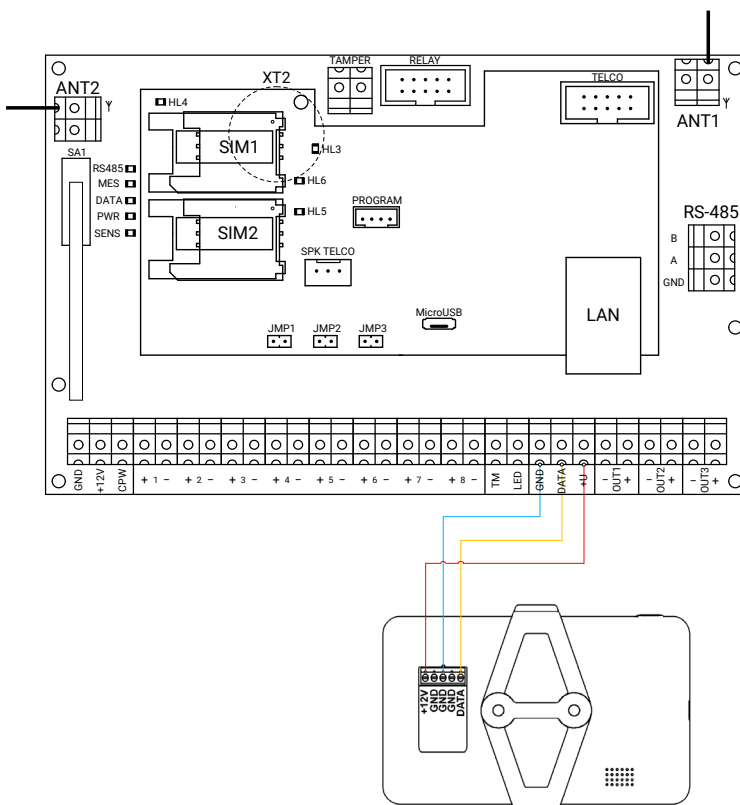 TAMPER
RELAY
XT2
TELCO
ANT2
HL4
ANT1
SIM1
SA1
HL3
RS485
MES
HL6
DATA
PROGRAM
RS-485
PWR
HL5
SENS
SIM2
B
SPK TELCO
A
GND
MicroUSB
LAN
JMP1 JMP2 JMP3
GND +12V CPW + 1 - + 2 - + 3 - + 4 - + 5 - + 6 - + 7 - + 8 - TM LED GND DATA +U - OUT1 + - OUT2 + - OUT3 +
+12V GND GND GND DATA